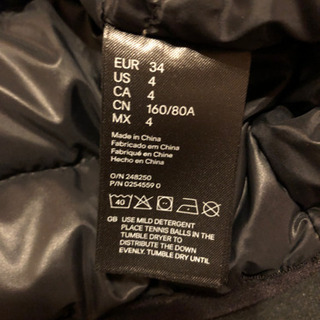 EUR 34
US 4
CA 4
CN 160/80A
MX 4
Made in China
Fabricado em China
Fabriqué en Chine
Hecho en China
O/N 248250
P/N 0254559 0
40
GB USE MILD DETERGENT
PLACE TENNIS BALLS IN THE
TUMBLE DRYER TO
DISTRIBUTE THE DOWN
EVENLY. TUMBLE DRY UNTIL